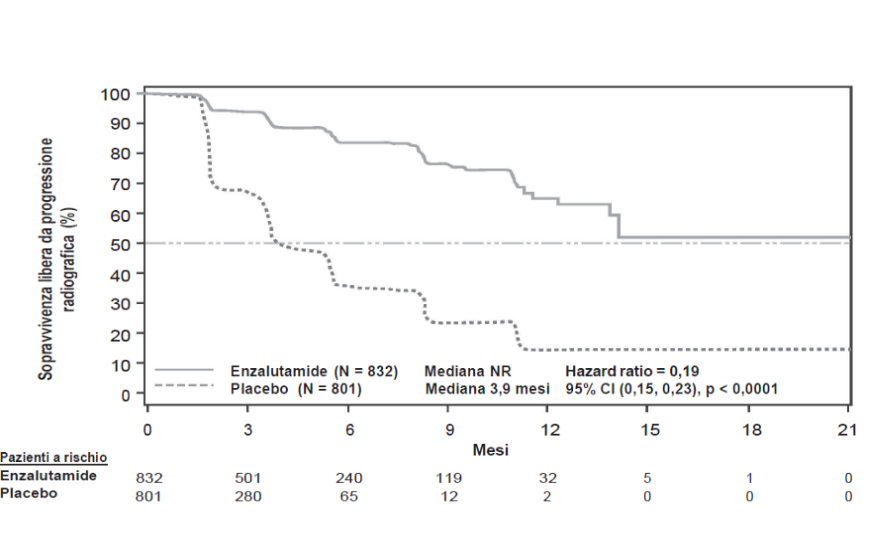 100
90
80
70
60
50
40
30
20
10
0
Sopravvivenza libera da progressione
radiografica (%)
Enzalutamide (N = 832) Mediana NR Hazard ratio = 0,19
Placebo (N = 801) Mediana 3,9 mesi 95% CI (0,15, 0,23), p < 0,0001
0 3 6 9 12 15 18 21
Mesi
Pazienti a rischio
Enzalutamide 832 501 240 119 32 5 1 0
Placebo 801 280 65 12 2 0 0 0